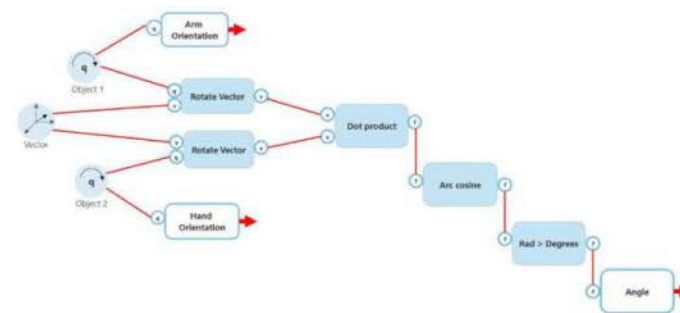 Arm
Orientation
q
q
Object 1
q
v
Rotate Vector
v
Vector
v
q
Rotate Vector
v
v
v
Dot product
f
q
Object 2
q
Hand
Orientation
f
Arc cosine
f
f
Rad > Degrees
f
Angle